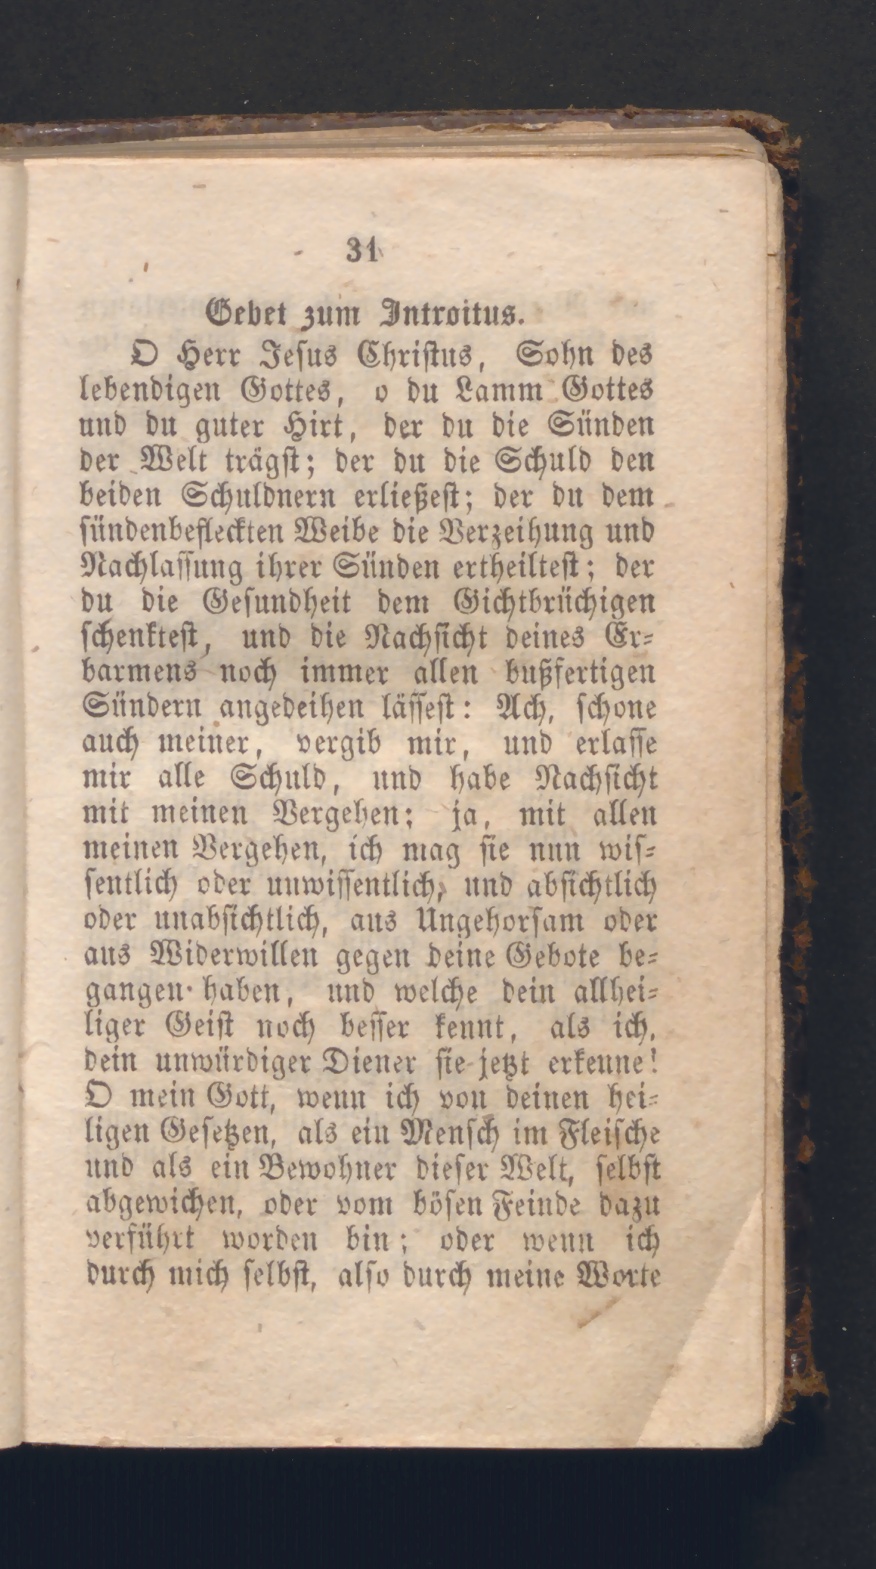 31
Gebet zum Introitus.
O Herr Jesus Christus, Sohn des
lebendigen Gottes, o du Lamm Gottes
und du guter Hirt, der du die Sünden
der Welt trägst; der du die Schuld den
beiden Schuldnern erließest; der du dem
sündenbefleckten Weibe die Verzeihung und
Nachlassung ihrer Sünden ertheiltest; der
du die Gesundheit dem Gichtbrüchigen
schenktest, und die Nachsicht deines Er-
barmens noch immer allen bußfertigen
Sündern angedeihen lässest: Ach, schone
auch meiner, vergib mir, und erlasse
mir alle Schuld, und habe Nachsicht
mit meinen Vergehen; ja, mit allen
meinen Vergehen, ich mag sie nun wis-
sentlich oder unwissentlich, und absichtlich
oder unabsichtlich, aus Ungehorsam oder
aus Widerwillen gegen deine Gebote be-
gangen haben, und welche dein allhei-
liger Geist noch besser kennt, als ich,
dein unwürdiger Diener sie jetzt erkenne!
O mein Gott, wenn ich von deinen hei-
ligen Gesetzen, als ein Mensch im Fleische
und als ein Bewohner dieser Welt, selbst
abgewichen, oder vom bösen Feinde dazu
verführt worden bin; oder wenn ich
durch mich selbst, also durch meine Worte